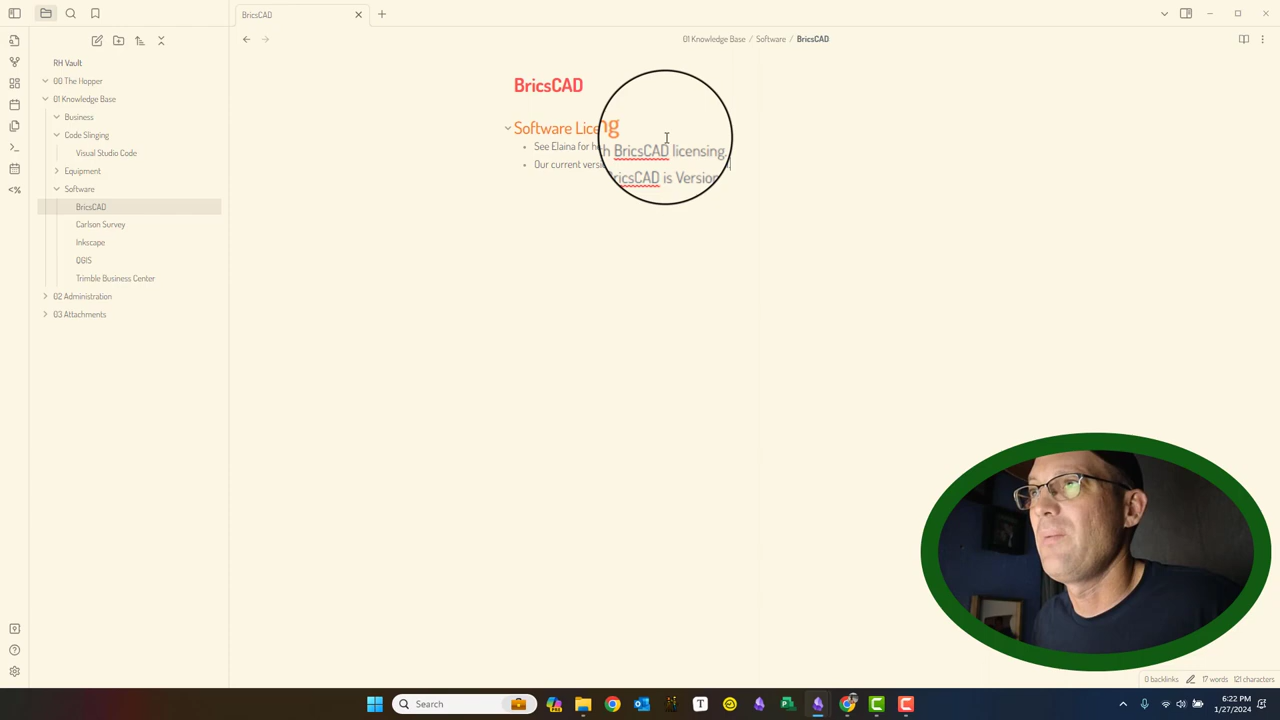 BricsCAD
01 Knowledge Base / Software / BricsCAD
RH Vault
00 The Hopper
01 Knowledge Base
Business
Code Slinging
Visual Studio Code
Equipment
Software
BricsCAD
Carlson Survey
Inkscape
QGIS
Trimble Business Center
02 Administration
03 Attachments
BricsCAD
Software
See Elaina for BricsCAD licensing.
Our current is Version
0 backlinks 17 words 121 characters
Search
T
6:22 PM
1/27/2024